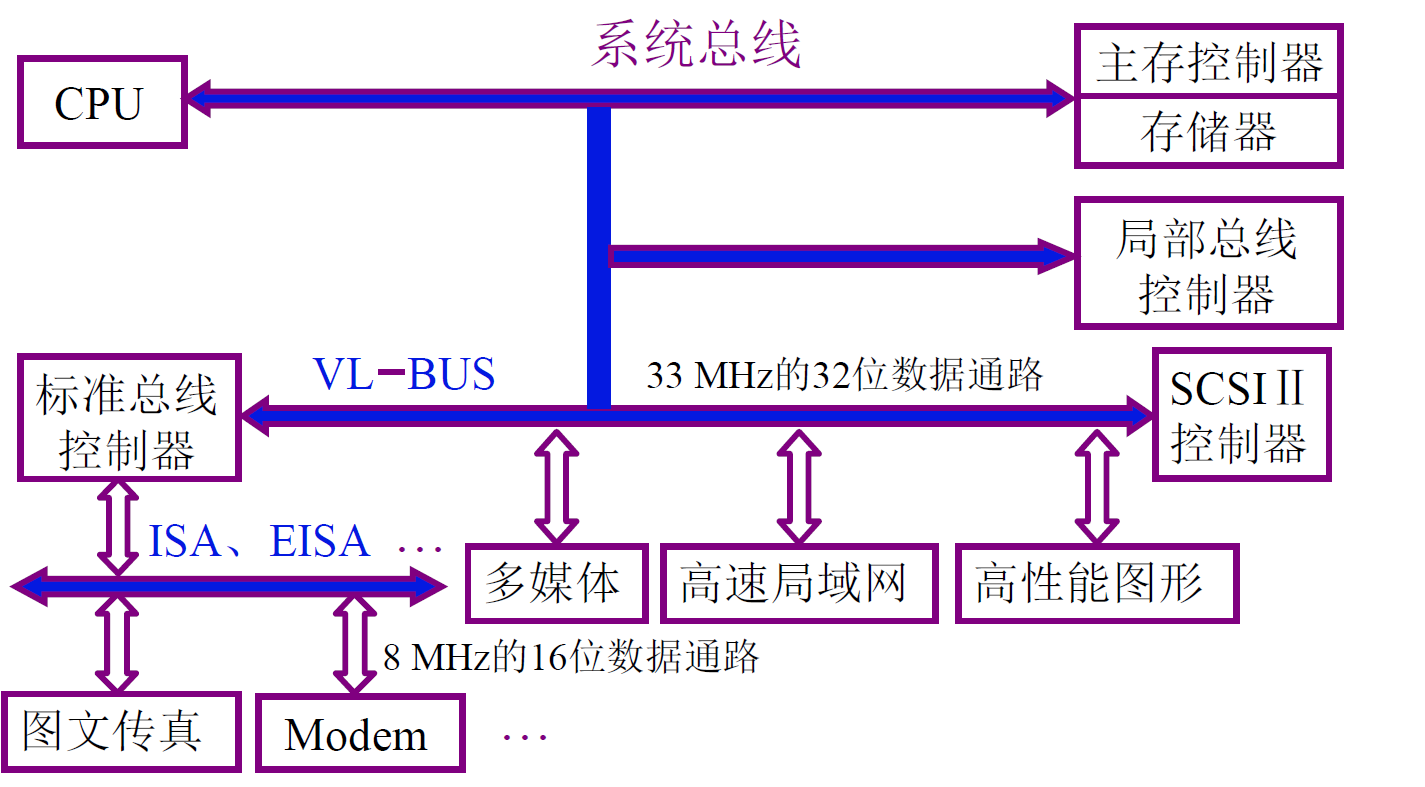 系统总线
CPU
主存控制器
存储器
局部总线
控制器
VL-BUS
33 MHz的32位数据通路
标准总线
控制器
SCSIⅡ
控制器
ISA、EISA …
多媒体
高速局域网
高性能图形
8 MHz的16位数据通路
图文传真
Modem
…